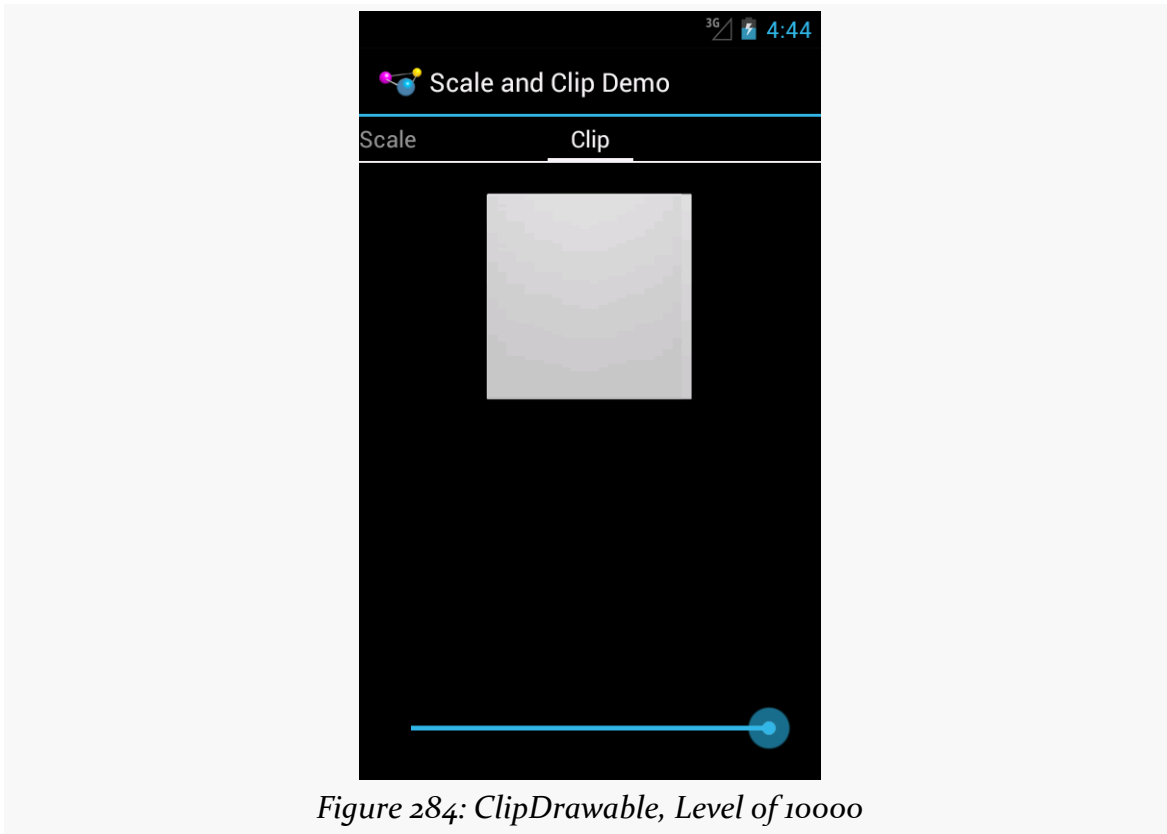 3G 4:44
Scale and Clip Demo
Scale Clip
Figure 284: ClipDrawable, Level of 10000